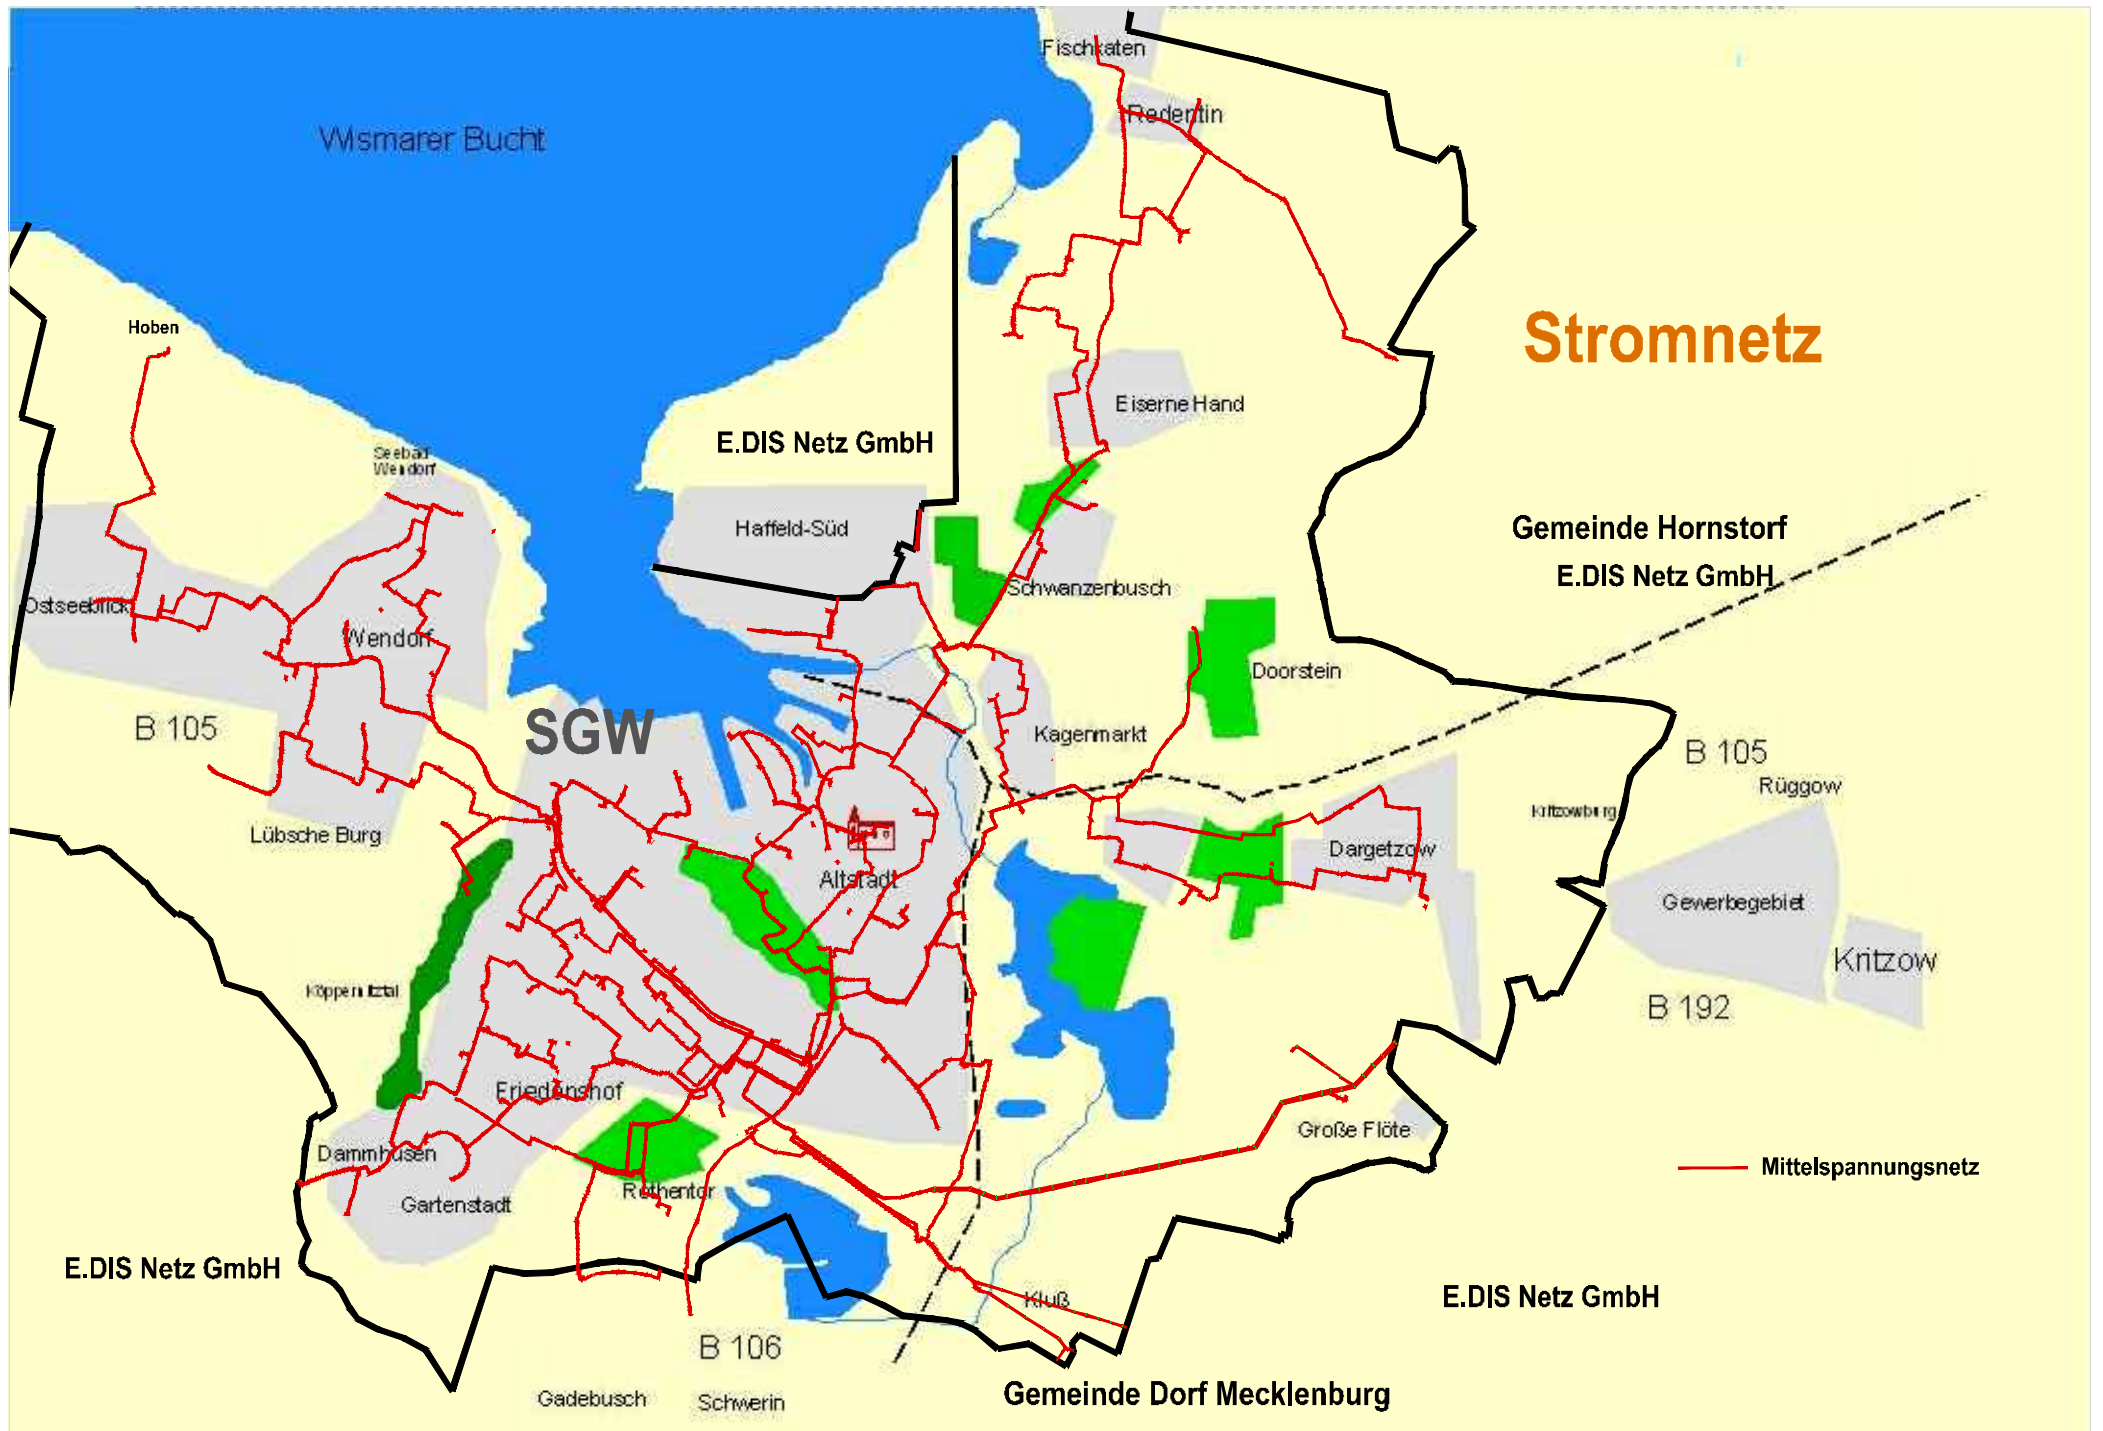 Fischkaten
Redentin
Wismarer Bucht
Hoben
Stromnetz
Eiserne Hand
E.DIS Netz GmbH
Seebad
Wendorf
Haffeld-Süd
Gemeinde Hornstorf
E.DIS Netz GmbH
Schwanzenbusch
Ostseeblick
Wendorf
Doorstein
B 105
SGW
Kagenmarkt
B 105
Rüggow
Kritzowburg
Lübsche Burg
Dargetzow
Altstadt
Gewerbegebiet
Kritzow
Köppernitztal
B 192
Friedenshof
Große Flöte
Dammhusen
Mittelspannungsnetz
Rothentor
Gartenstadt
E.DIS Netz GmbH
E.DIS Netz GmbH
Kluß
B 106
Gemeinde Dorf Mecklenburg
Gadebusch
Schwerin